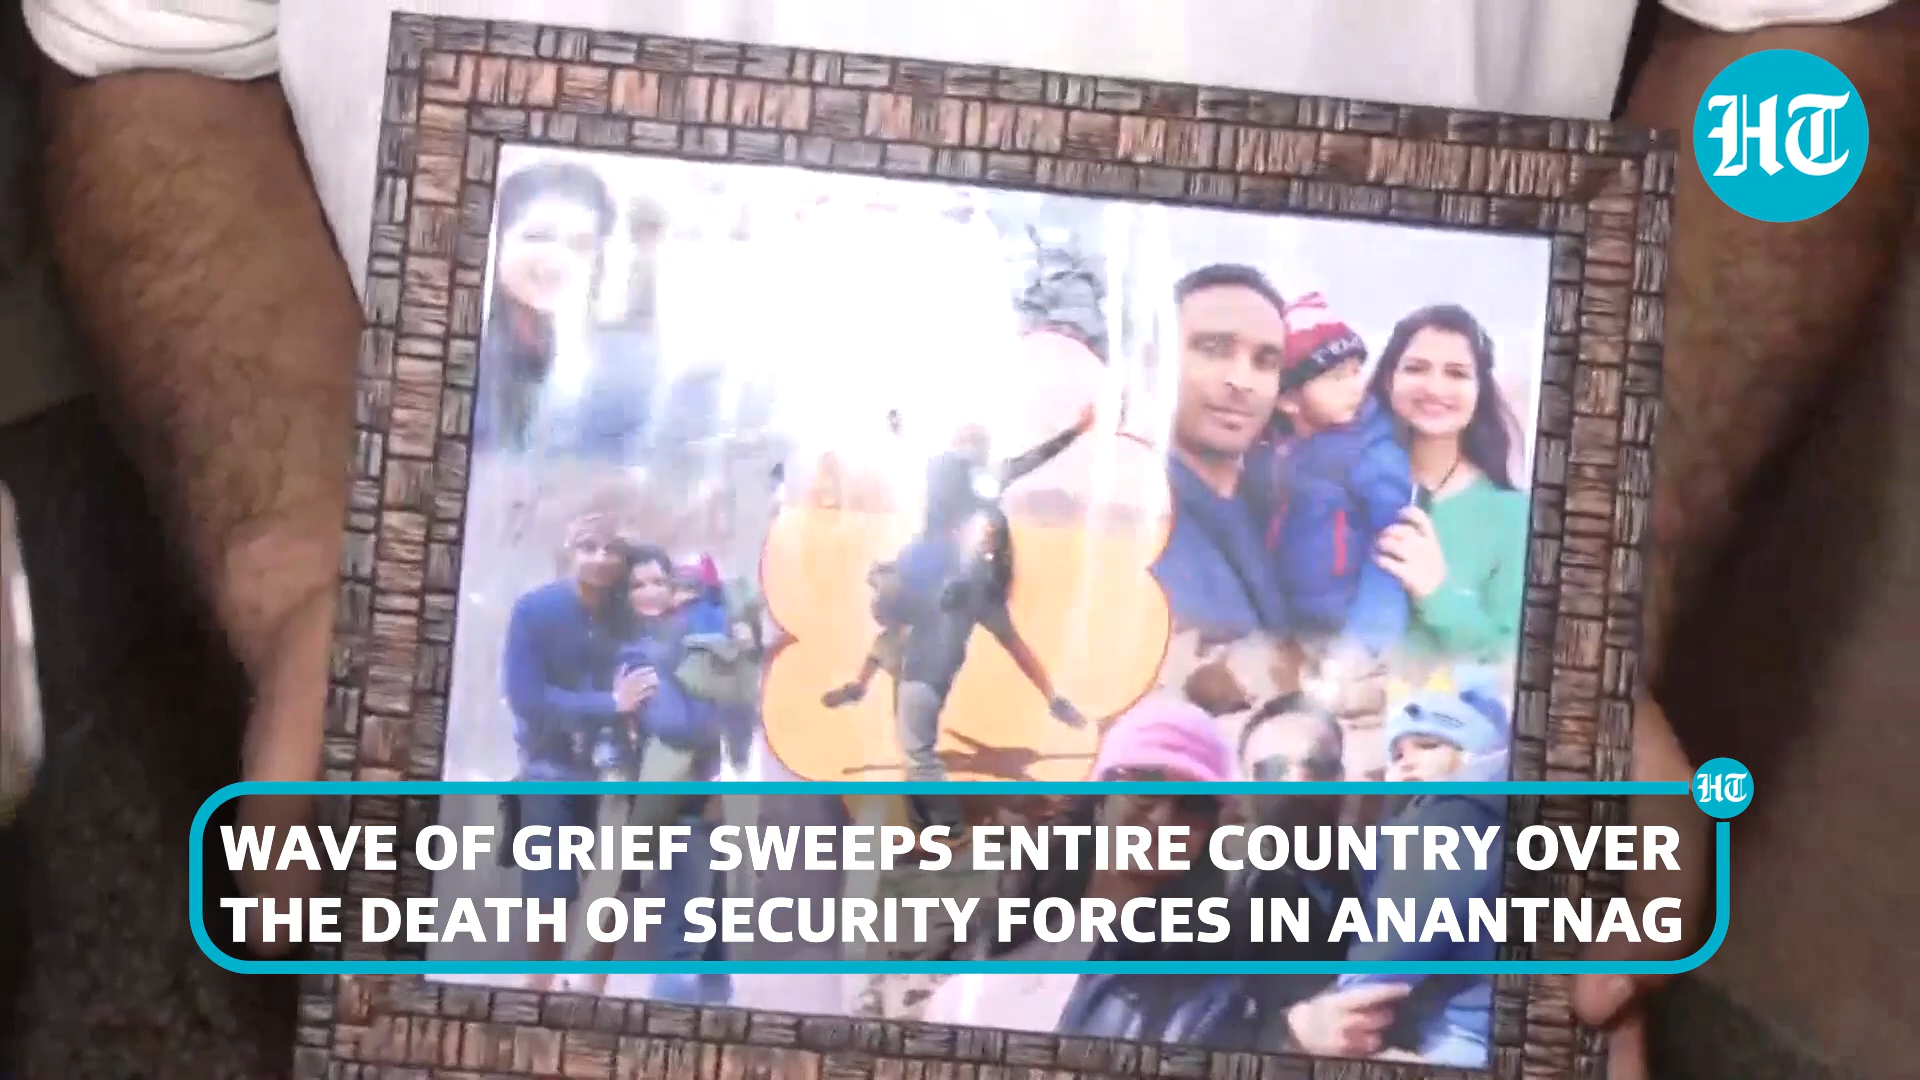 HT
HT
WAVE OF GRIEF SWEEPS ENTIRE COUNTRY OVER
THE DEATH OF SECURITY FORCES IN ANANTNAG